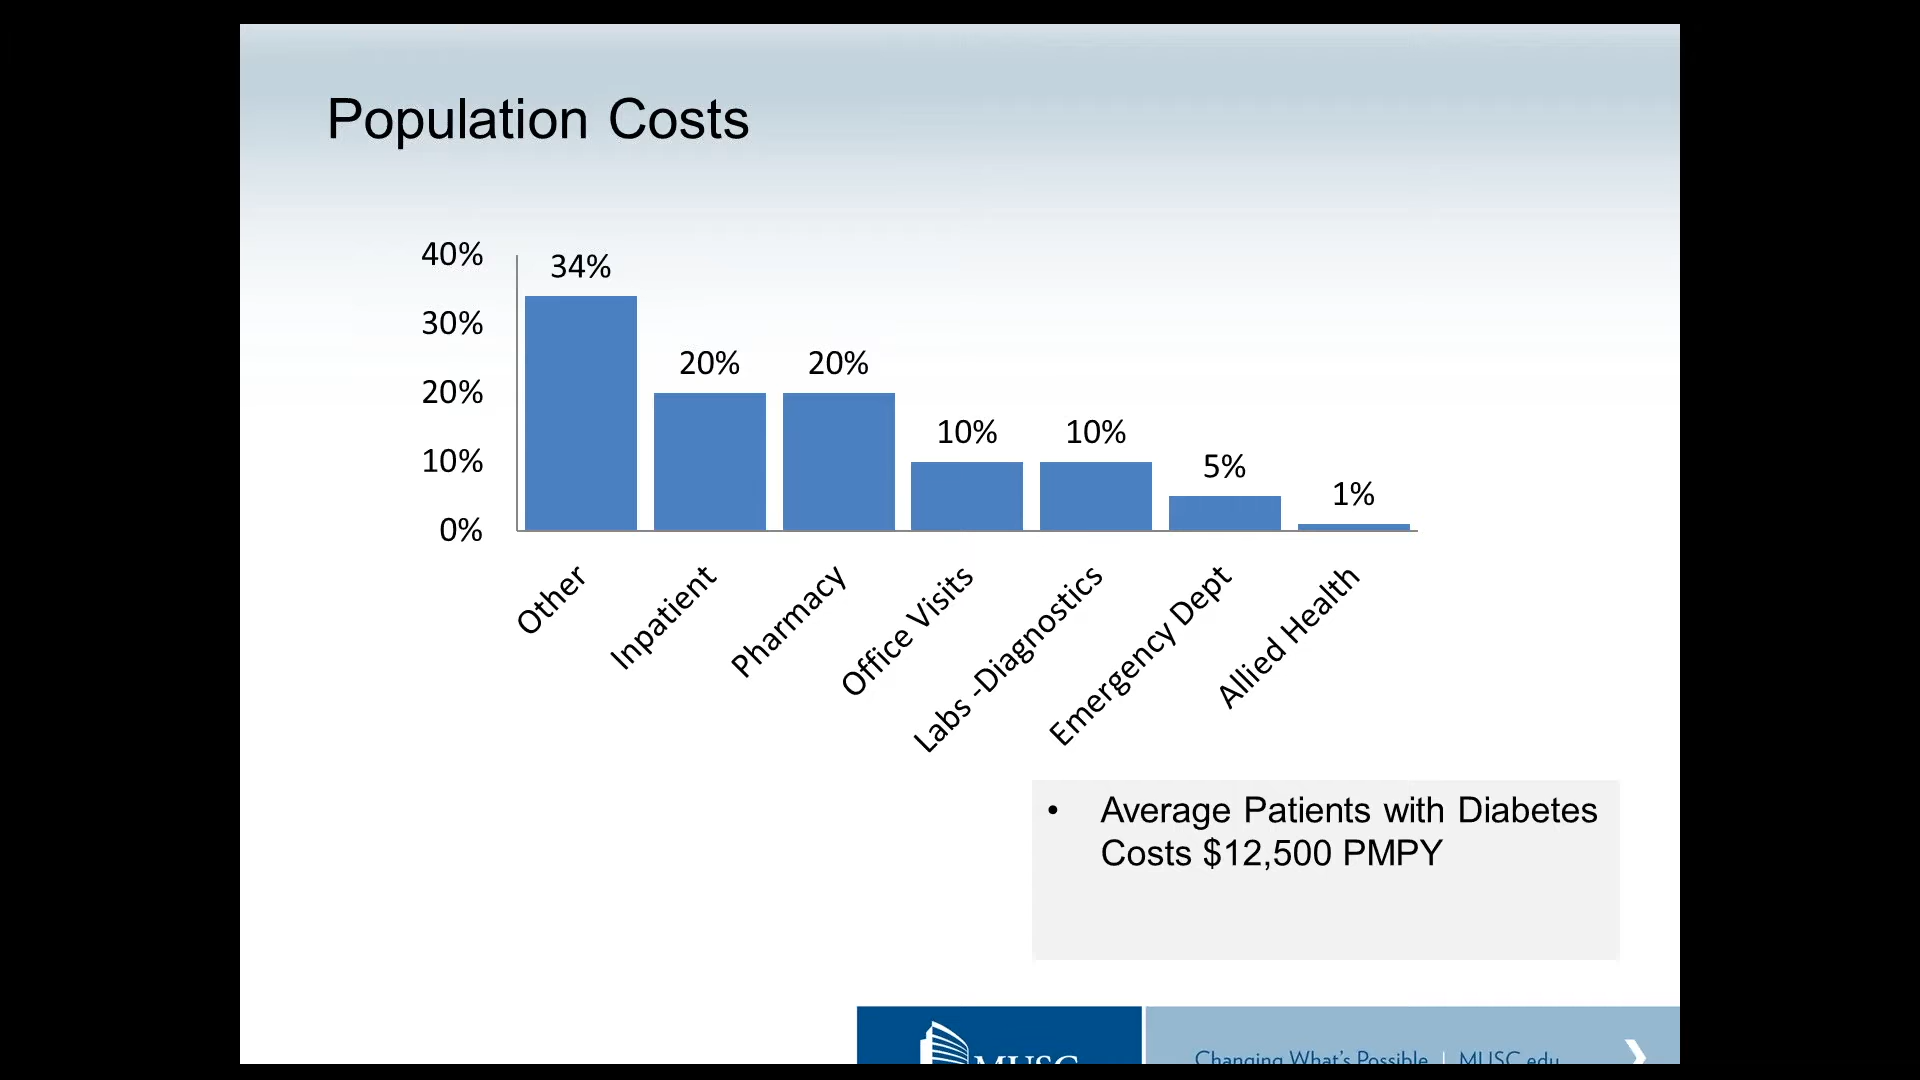 Population Costs
40%
30%
20%
10%
0%
34%
20%
20%
10%
10%
5%
1%
Other
Inpatient
Pharmacy
Office Visits
Labs -Diagnostics
Emergency Dept
Allied Health
• Average Patients with Diabetes
Costs $12,500 PMPY
MUSC
Changing What's Possible | MUSC.edu